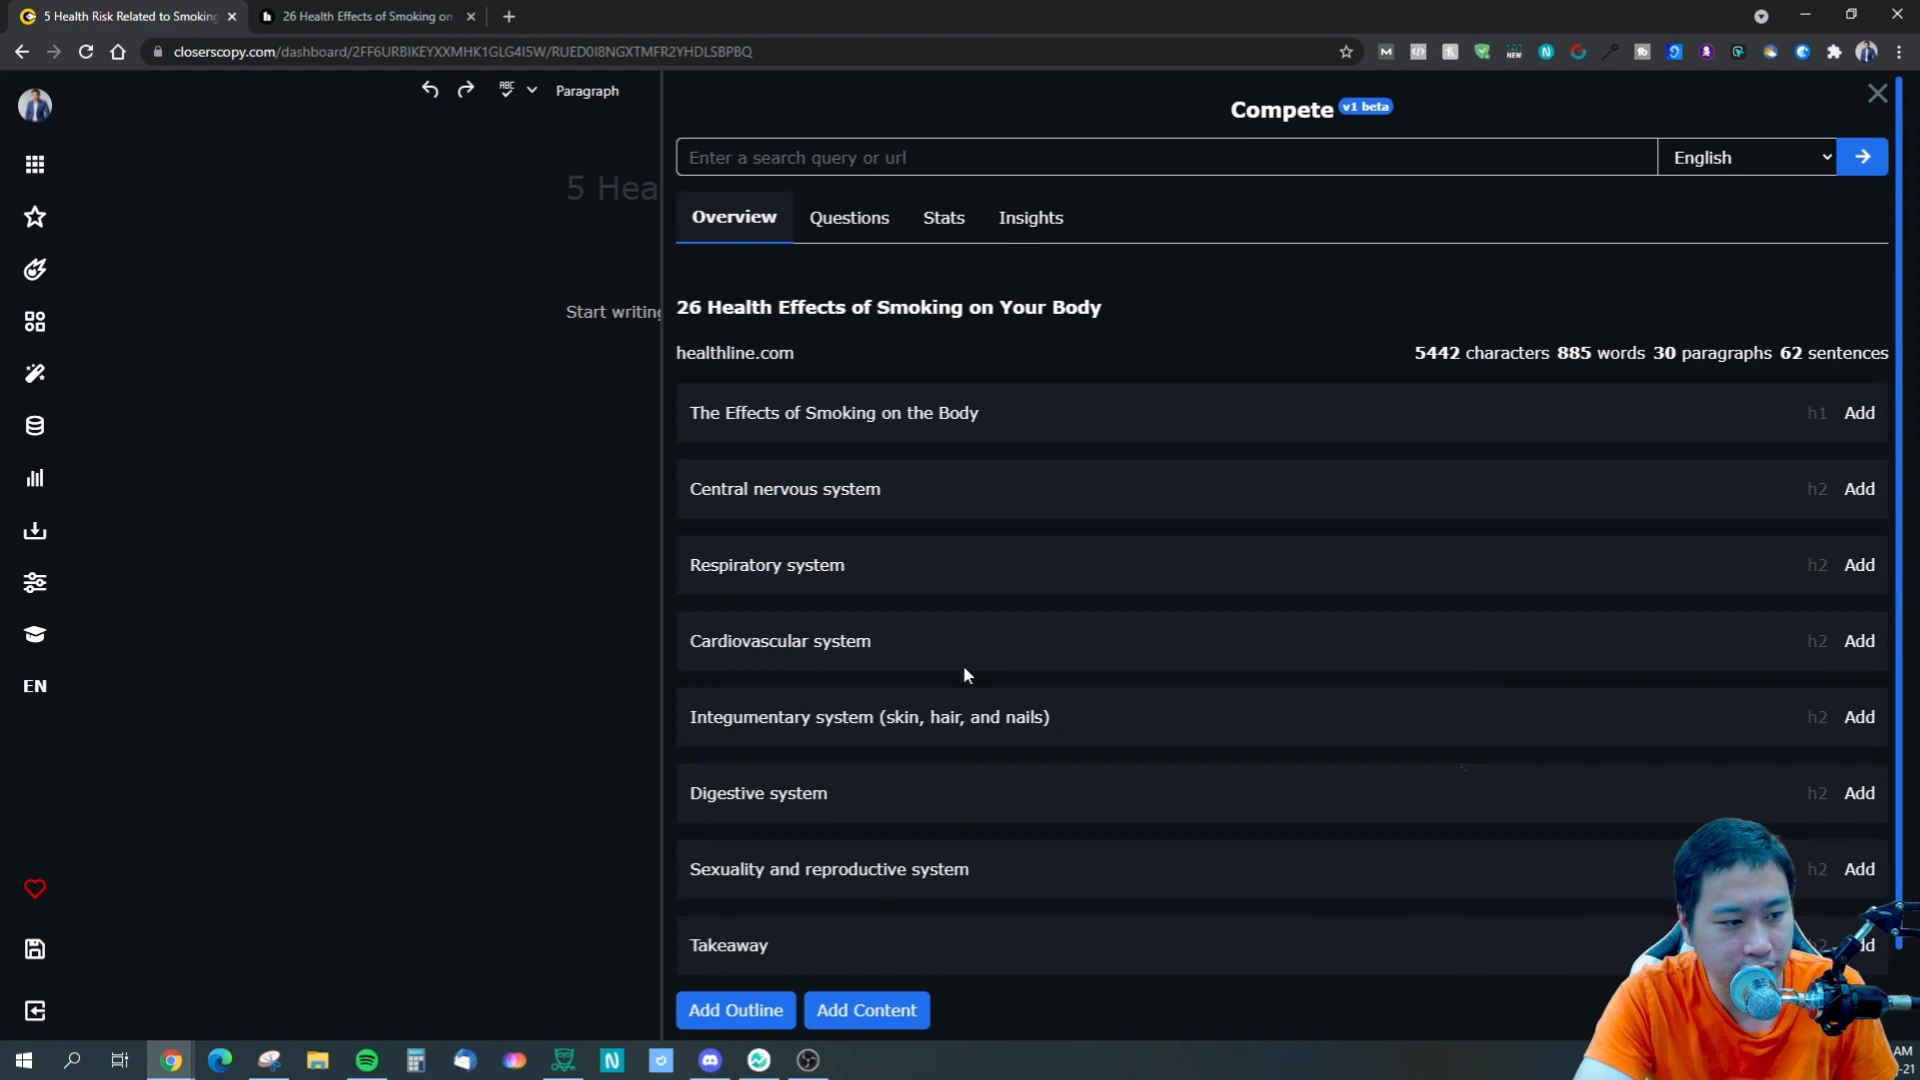 5 Health Risk Related to Smoking
26 Health Effects of Smoking on
closerscopy.com/dashboard/2FF6URBIKEYXXMHK1GLG4I5W/RUED0I8NGXTMFR2YHDLSBPBQ
ABC
Paragraph
Compete v1 beta
Enter a search query or url
English
Overview
Questions
Stats
Insights
5 Hea
Start writing
26 Health Effects of Smoking on Your Body
healthline.com
5442 characters 885 words 30 paragraphs 62 sentences
The Effects of Smoking on the Body h1 Add
Central nervous system h2 Add
Respiratory system h2 Add
Cardiovascular system h2 Add
Integumentary system (skin, hair, and nails) h2 Add
Digestive system h2 Add
Sexuality and reproductive system h2 Add
Takeaway
Add Outline
Add Content
EN
AM
-21